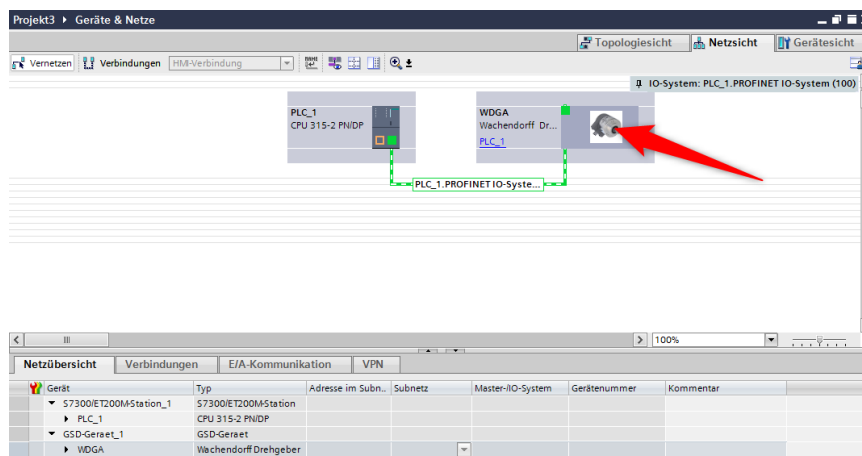 Projekt3 ▸ Geräte & Netze
Topologiesicht Netzsicht Gerätesicht
Vernetzen Verbindungen HMI-Verbindung
IO-System: PLC_1.PROFINET IO-System (100)
PLC_1
CPU 315-2 PN/DP
WDGA
Wachendorff Dr...
PLC_1
PLC_1.PROFINET IO-Syste...
100%
Netzübersicht Verbindungen E/A-Kommunikation VPN
Gerät Typ Adresse im Subn.. Subnetz Master-/IO-System Gerätenummer Kommentar
S7300/ET200M-Station_1 S7300/ET200M-Station
PLC_1 CPU 315-2 PN/DP
GSD-Geraet_1 GSD-Geraet
WDGA Wachendorff Drehgeber